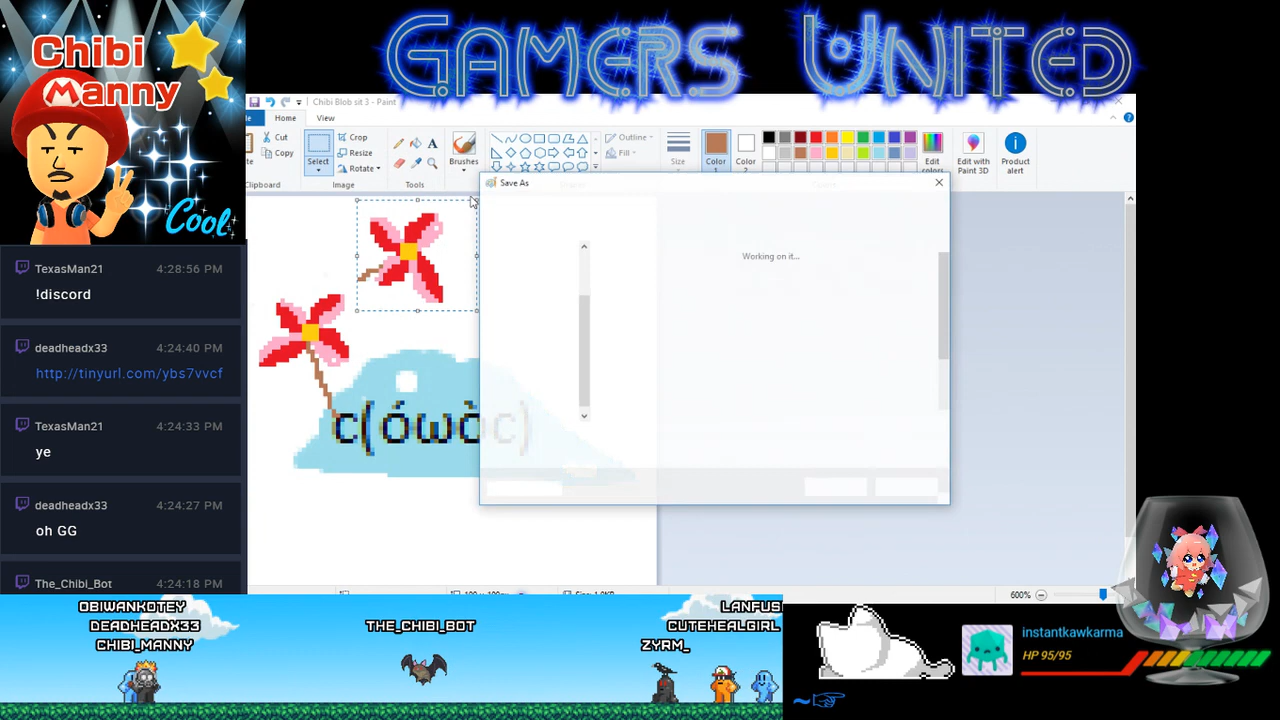 Chibi
Manny
Cool
GAMERS UNITED
Chibi Blob sit 3 - Paint
Home
View
Cut
Copy
Clipboard
Select
Crop
Resize
Rotate
Image
A
Tools
Brushes
Outline
Fill
Size
Color
1
Color
2
Edit
colors
Edit with
Paint 3D
Product
alert
Save As
Working on it...
c(óωòc)
600%
TexasMan21 4:28:56 PM
!discord
deadheadx33 4:24:40 PM
http://tinyurl.com/ybs7vvcf
TexasMan21 4:24:33 PM
ye
deadheadx33 4:24:27 PM
oh GG
The_Chibi_Bot 4:24:18 PM
OBIWANKOTEY
DEADHEADX33
CHIBI_MANNY
THE_CHIBI_BOT
LANFUS
CUTEHEALGIRL
ZYRM_
instantkawkarma
HP 95/95
~☞